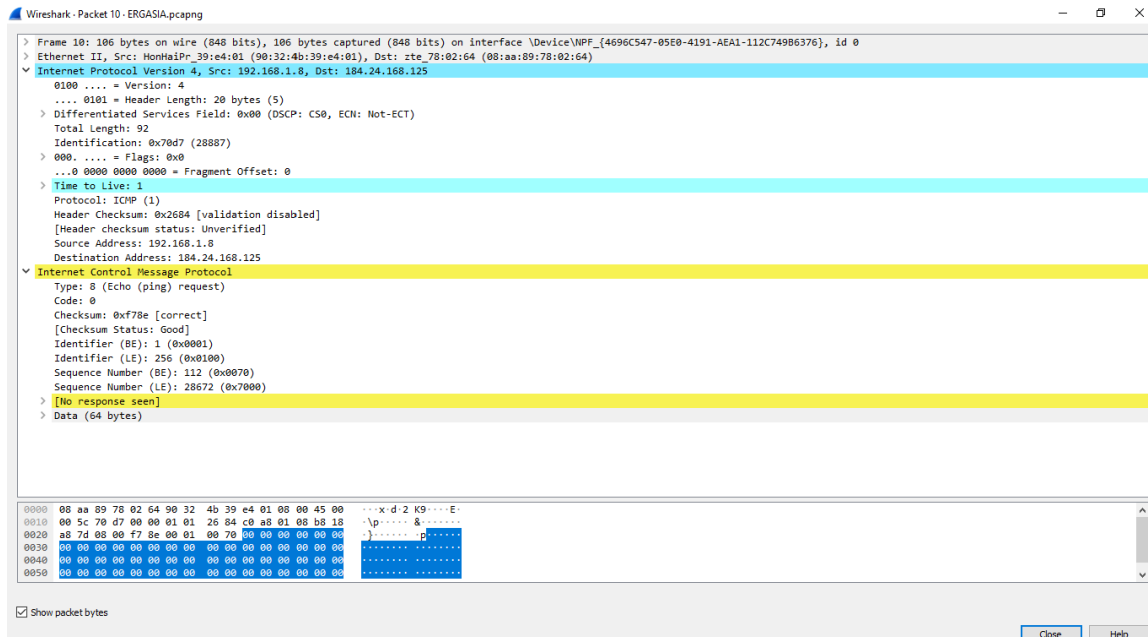 Wireshark · Packet 10 · ERGASIA.pcapng
Frame 10: 106 bytes on wire (848 bits), 106 bytes captured (848 bits) on interface \Device\NPF_{4696C547-05E0-4191-AEA1-112C749B6376}, id 0
Ethernet II, Src: HonHaiPr_39:e4:01 (90:32:4b:39:e4:01), Dst: zte_78:02:64 (08:aa:89:78:02:64)
Internet Protocol Version 4, Src: 192.168.1.8, Dst: 184.24.168.125
0100 .... = Version: 4
.... 0101 = Header Length: 20 bytes (5)
Differentiated Services Field: 0x00 (DSCP: CS0, ECN: Not-ECT)
Total Length: 92
Identification: 0x70d7 (28887)
000. .... = Flags: 0x0
...0 0000 0000 0000 = Fragment Offset: 0
Time to Live: 1
Protocol: ICMP (1)
Header Checksum: 0x2684 [validation disabled]
[Header checksum status: Unverified]
Source Address: 192.168.1.8
Destination Address: 184.24.168.125
Internet Control Message Protocol
Type: 8 (Echo (ping) request)
Code: 0
Checksum: 0xf78e [correct]
[Checksum Status: Good]
Identifier (BE): 1 (0x0001)
Identifier (LE): 256 (0x0100)
Sequence Number (BE): 112 (0x0070)
Sequence Number (LE): 28672 (0x7000)
[No response seen]
Data (64 bytes)
0000 08 aa 89 78 02 64 90 32 4b 39 e4 01 08 00 45 00 ···x·d·2 K9····E·
0010 00 5c 70 d7 00 00 01 01 26 84 c0 a8 01 08 b8 18 ·\p····· &·······
0020 a8 7d 08 00 f7 8e 00 01 00 70 00 00 00 00 00 00 ·}······ ·p······
0030 00 00 00 00 00 00 00 00 00 00 00 00 00 00 00 00 ········ ········
0040 00 00 00 00 00 00 00 00 00 00 00 00 00 00 00 00 ········ ········
0050 00 00 00 00 00 00 00 00 00 00 00 00 00 00 00 00 ········ ········
Show packet bytes
Close Help